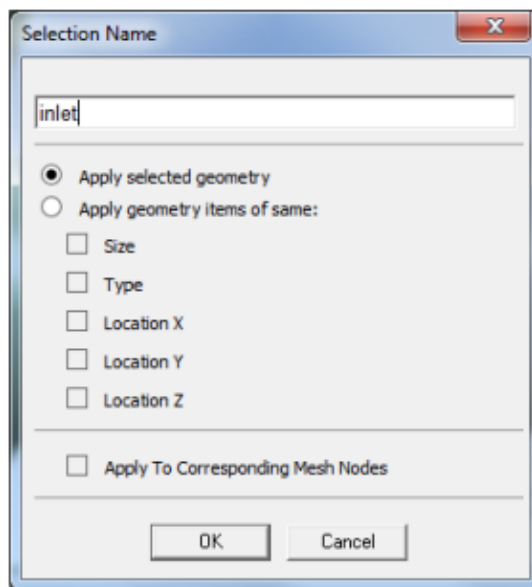 Selection Name
inlet
Apply selected geometry
Apply geometry items of same:
Size
Type
Location X
Location Y
Location Z
Apply To Corresponding Mesh Nodes
OK Cancel